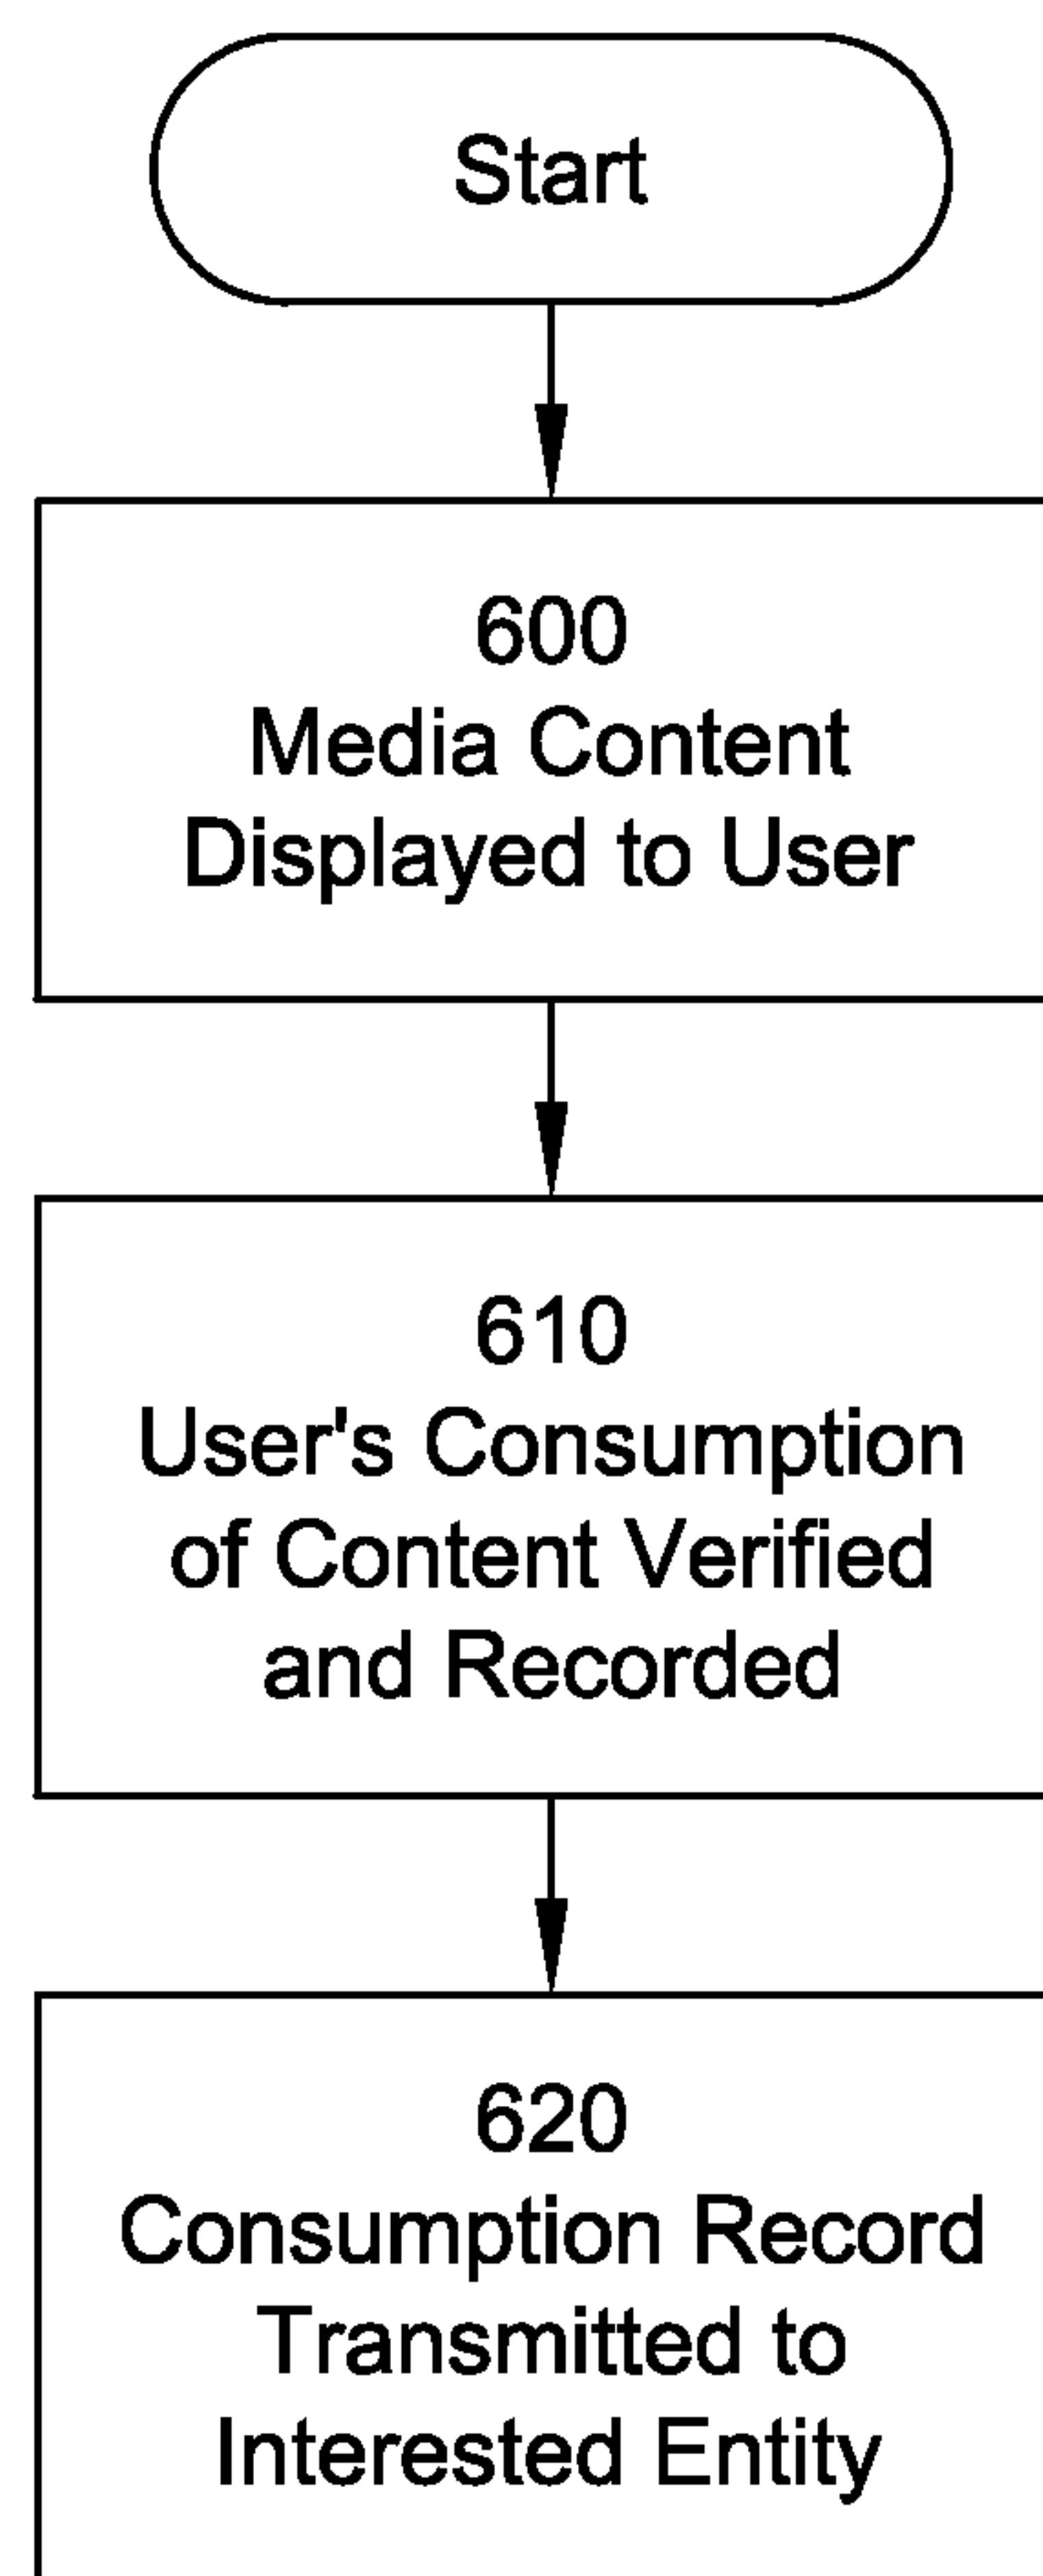 Start
600
Media Content
Displayed to User
610
User's Consumption
of Content Verified
and Recorded
620
Consumption Record
Transmitted to
Interested Entity